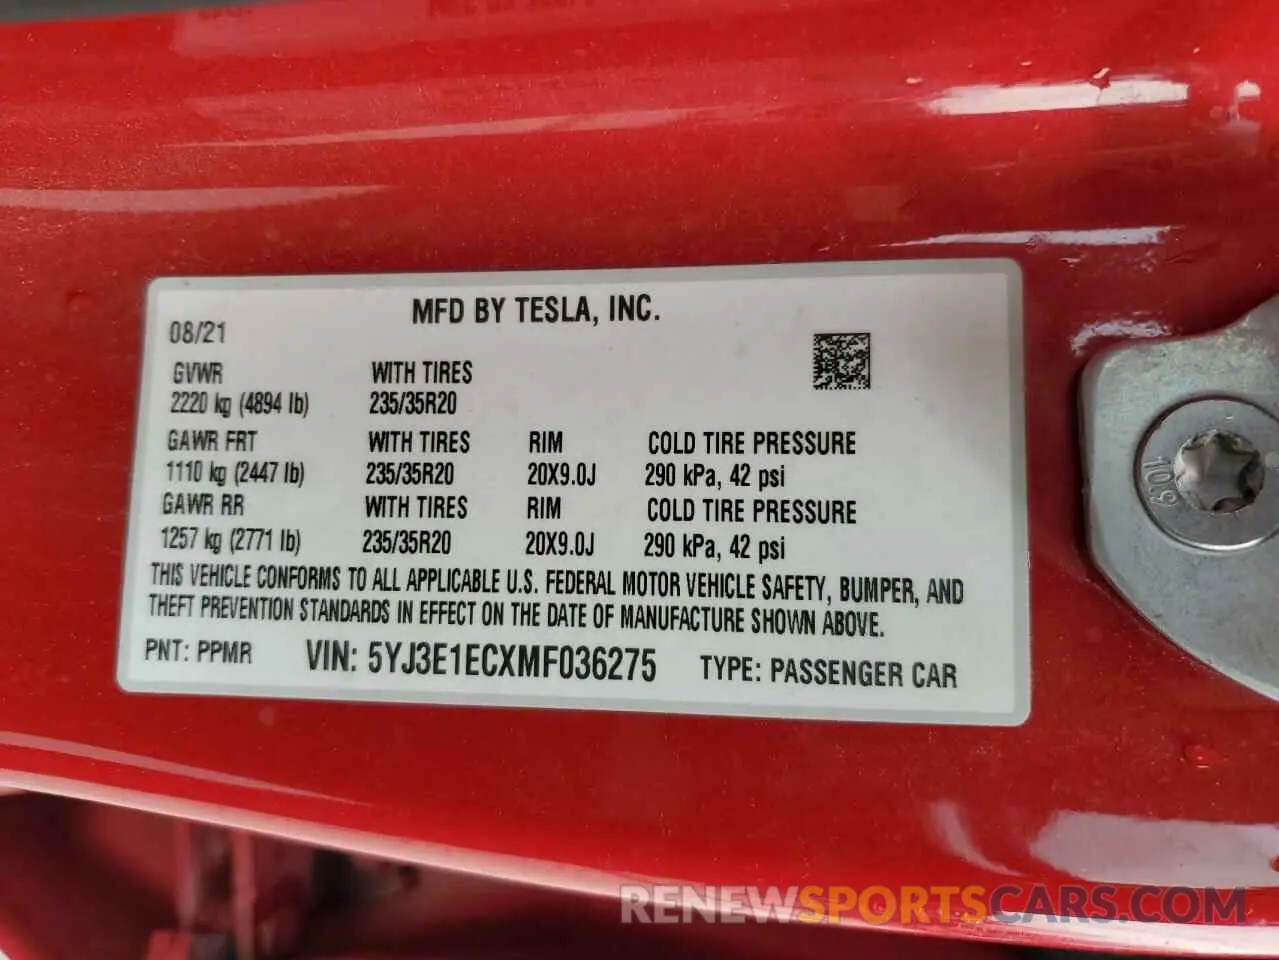 MFD BY TESLA, INC.
08/21
GVWR WITH TIRES
2220 kg (4894 lb) 235/35R20
GAWR FRT WITH TIRES RIM COLD TIRE PRESSURE
1110 kg (2447 lb) 235/35R20 20X9.0J 290 kPa, 42 psi
GAWR RR WITH TIRES RIM COLD TIRE PRESSURE
1257 kg (2771 lb) 235/35R20 20X9.0J 290 kPa, 42 psi
THIS VEHICLE CONFORMS TO ALL APPLICABLE U.S. FEDERAL MOTOR VEHICLE SAFETY, BUMPER, AND
THEFT PREVENTION STANDARDS IN EFFECT ON THE DATE OF MANUFACTURE SHOWN ABOVE.
PNT: PPMR VIN: 5YJ3E1ECXMF036275 TYPE: PASSENGER CAR
10.9
RENEWSPORTSCARS.COM